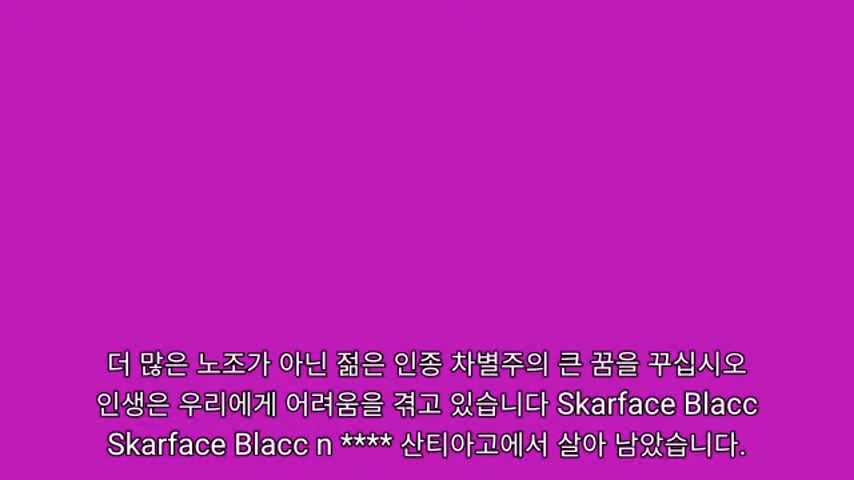 더 많은 노조가 아닌 젊은 인종 차별주의 큰 꿈을 꾸십시오
인생은 우리에게 어려움을 겪고 있습니다 Skarface Blacc
Skarface Blacc n **** 산티아고에서 살아 남았습니다.